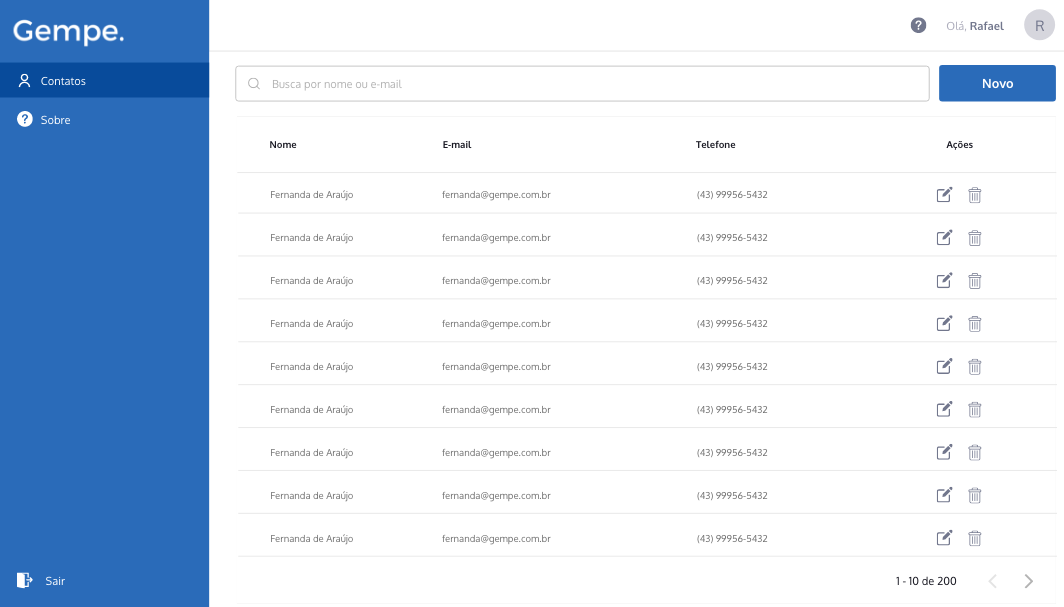 Gempe.
Contatos
Sobre
Sair
? Olá, Rafael R
Busca por nome ou e-mail
Novo
Nome E-mail Telefone Ações
Fernanda de Araújo fernanda@gempe.com.br (43) 99956-5432
Fernanda de Araújo fernanda@gempe.com.br (43) 99956-5432
Fernanda de Araújo fernanda@gempe.com.br (43) 99956-5432
Fernanda de Araújo fernanda@gempe.com.br (43) 99956-5432
Fernanda de Araújo fernanda@gempe.com.br (43) 99956-5432
Fernanda de Araújo fernanda@gempe.com.br (43) 99956-5432
Fernanda de Araújo fernanda@gempe.com.br (43) 99956-5432
Fernanda de Araújo fernanda@gempe.com.br (43) 99956-5432
Fernanda de Araújo fernanda@gempe.com.br (43) 99956-5432
1 - 10 de 200